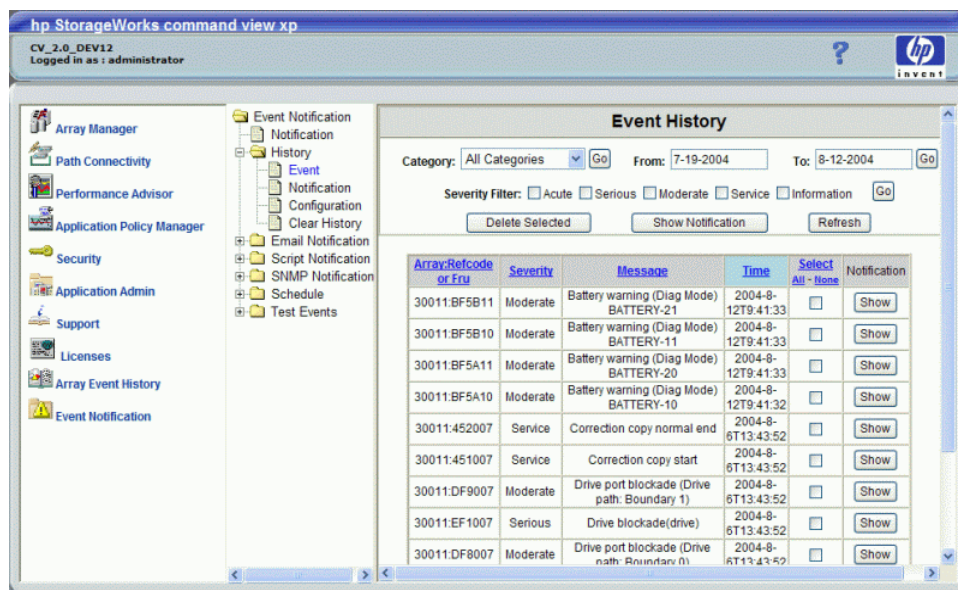 hp StorageWorks command view xp
CV_2.0_DEV12
Logged in as : administrator
?
hp
invent
Array Manager
Path Connectivity
Performance Advisor
Application Policy Manager
Security
Application Admin
Support
Licenses
Array Event History
Event Notification
Event Notification
Notification
History
Event
Notification
Configuration
Clear History
Email Notification
Script Notification
SNMP Notification
Schedule
Test Events
Event History
Category: All Categories Go From: 7-19-2004 To: 8-12-2004 Go
Severity Filter: Acute Serious Moderate Service Information Go
Delete Selected Show Notification Refresh
Array:Refcode or Fru Severity Message Time Select All - None Notification
30011:BF5B11 Moderate Battery warning (Diag Mode) BATTERY-21 2004-8-12T9:41:33 Show
30011:BF5B10 Moderate Battery warning (Diag Mode) BATTERY-11 2004-8-12T9:41:33 Show
30011:BF5A11 Moderate Battery warning (Diag Mode) BATTERY-20 2004-8-12T9:41:33 Show
30011:BF5A10 Moderate Battery warning (Diag Mode) BATTERY-10 2004-8-12T9:41:32 Show
30011:452007 Service Correction copy normal end 2004-8-6T13:43:52 Show
30011:451007 Service Correction copy start 2004-8-6T13:43:52 Show
30011:DF9007 Moderate Drive port blockade (Drive path: Boundary 1) 2004-8-6T13:43:52 Show
30011:EF1007 Serious Drive blockade(drive) 2004-8-6T13:43:52 Show
30011:DF8007 Moderate Drive port blockade (Drive path: Boundary 0) 2004-8-6T13:43:52 Show